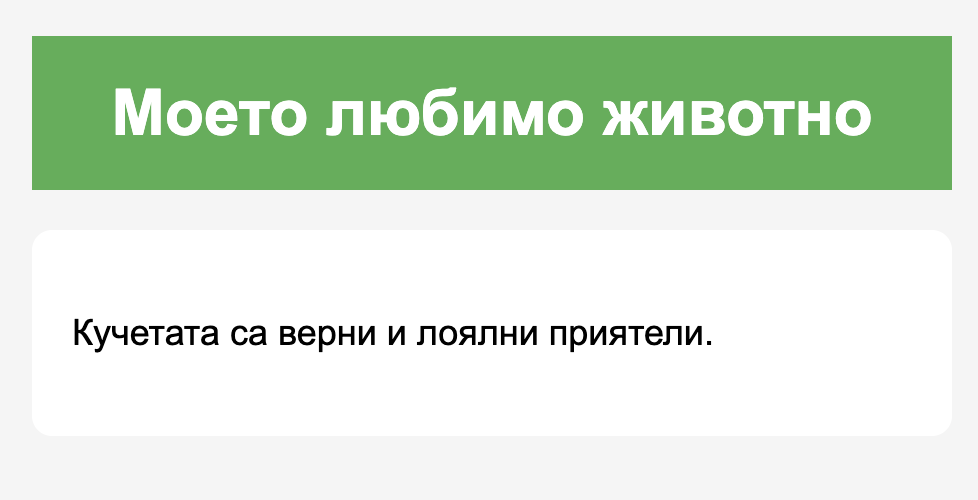 Моето любимо животно
Кучетата са верни и лоялни приятели.